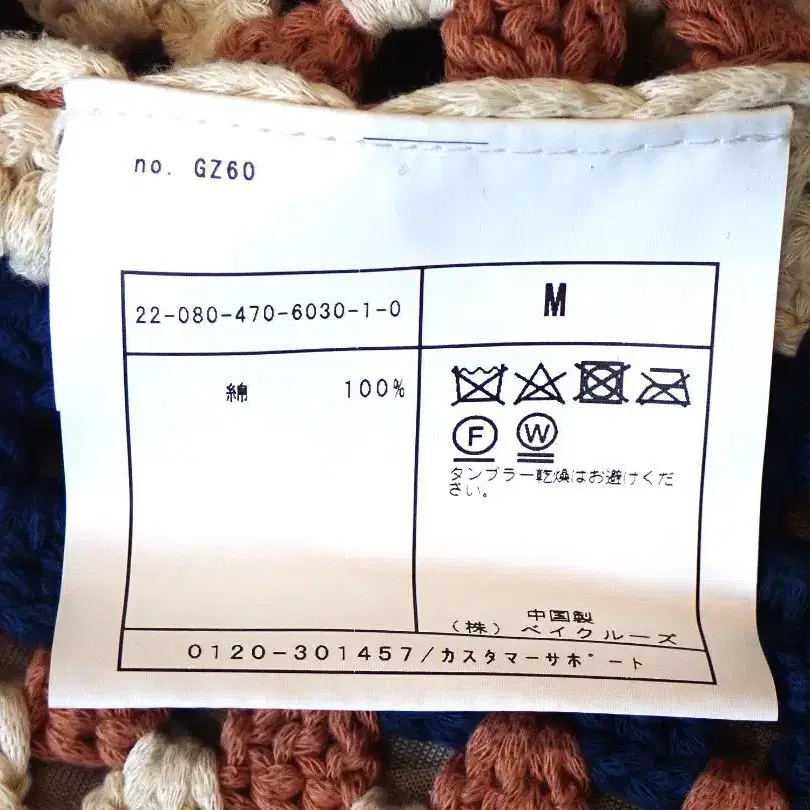 no. GZ60
22-080-470-6030-1-0
M
綿 100%
F W
タンブラー乾燥はお避けくだ
さい。
中国製
(株) ベイクルーズ
0120-301457/カスタマーサポート